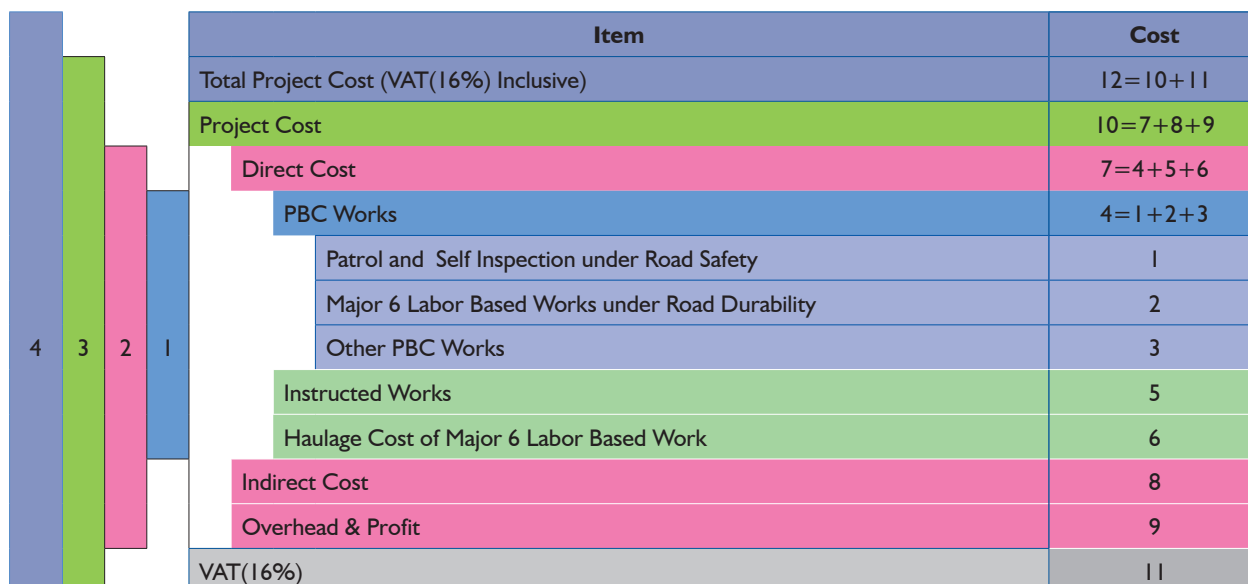 Item Cost
Total Project Cost (VAT(16%) Inclusive) 12=10+11
Project Cost 10=7+8+9
Direct Cost 7=4+5+6
PBC Works 4=1+2+3
Patrol and Self Inspection under Road Safety 1
Major 6 Labor Based Works under Road Durability 2
4 3 2 1 Other PBC Works 3
Instructed Works 5
Haulage Cost of Major 6 Labor Based Work 6
Indirect Cost 8
Overhead & Profit 9
VAT(16%) 11